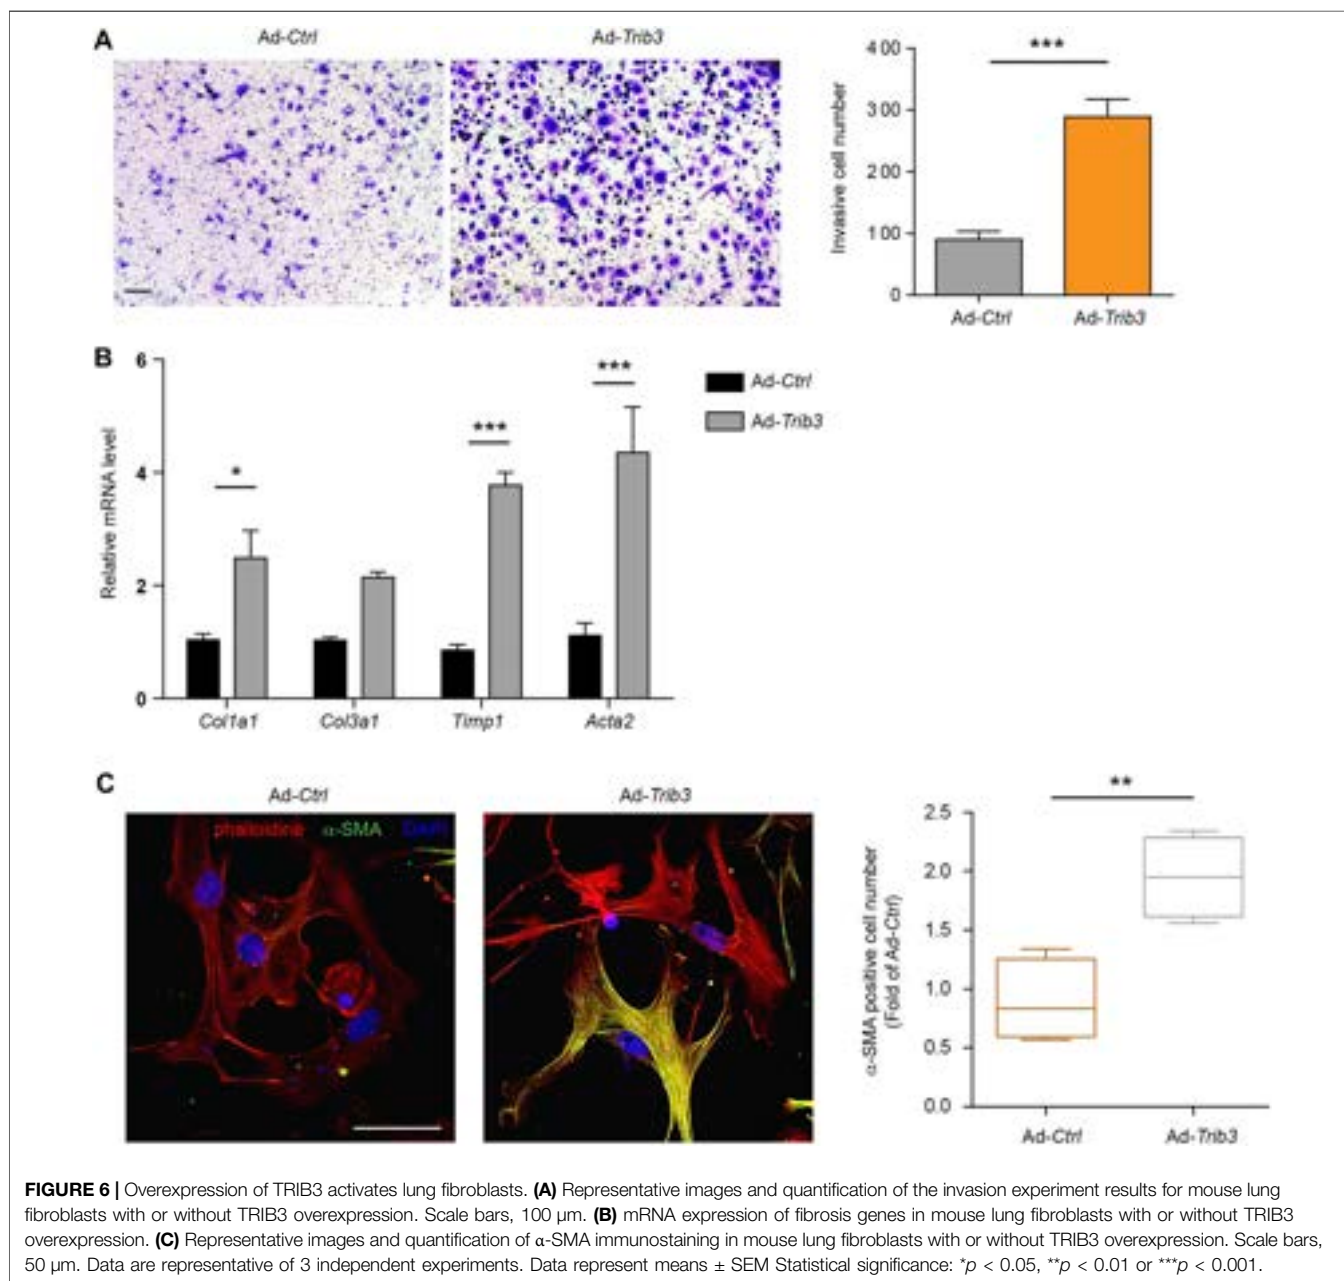 A
Ad-Ctrl
Ad-Trib3
***
400
300
200
100
0
Invasive cell number
Ad-Ctrl
Ad-Trib3
B
6
4
2
0
Relative mRNA level
*
***
***
Ad-Ctrl
Ad-Trib3
Col1a1
Col3a1
Timp1
Acta2
C
Ad-Ctrl
Ad-Trib3
phalloidine α-SMA DAPI
**
2.5
2.0
1.5
1.0
0.5
0.0
α-SMA positive cell number
(Fold of Ad-Ctrl)
Ad-Ctrl
Ad-Trib3
FIGURE 6 | Overexpression of TRIB3 activates lung fibroblasts. (A) Representative images and quantification of the invasion experiment results for mouse lung
fibroblasts with or without TRIB3 overexpression. Scale bars, 100 μm. (B) mRNA expression of fibrosis genes in mouse lung fibroblasts with or without TRIB3
overexpression. (C) Representative images and quantification of α-SMA immunostaining in mouse lung fibroblasts with or without TRIB3 overexpression. Scale bars,
50 μm. Data are representative of 3 independent experiments. Data represent means ± SEM Statistical significance: *p < 0.05, **p < 0.01 or ***p < 0.001.